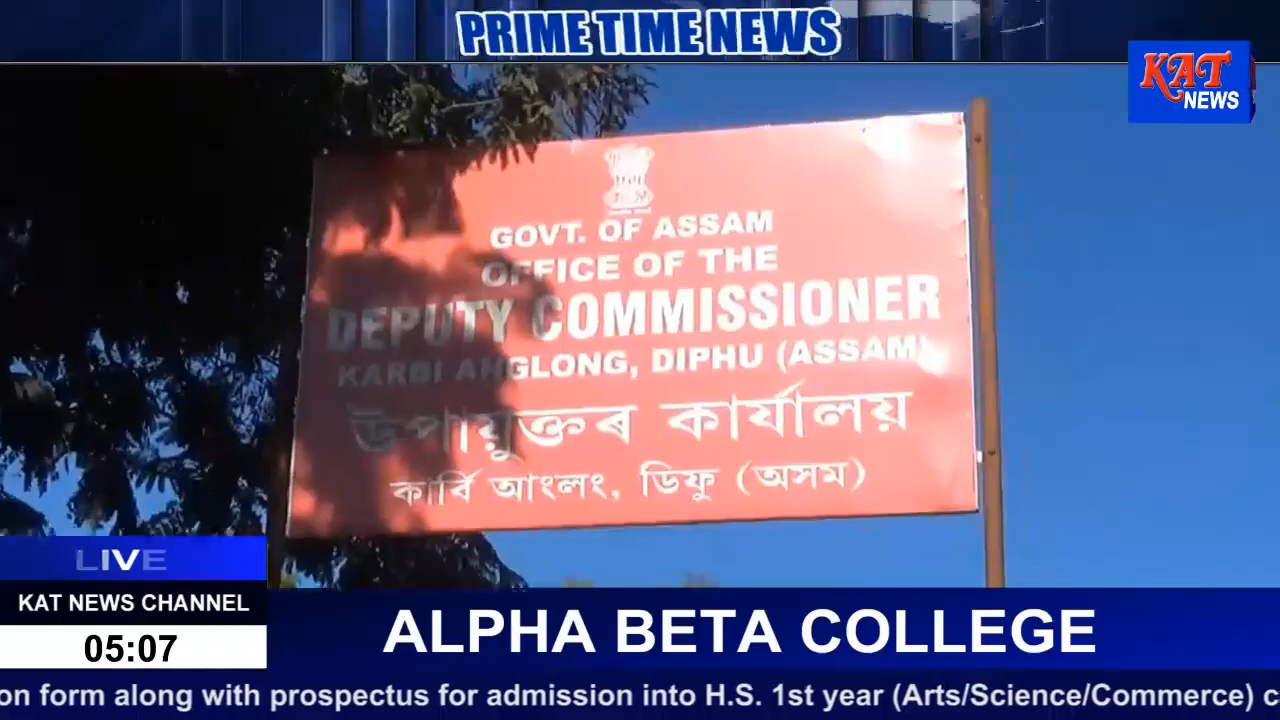 PRIME TIME NEWS
KAT
NEWS
GOVT. OF ASSAM
OFFICE OF THE
DEPUTY COMMISSIONER
KARBI ANGLONG, DIPHU (ASSAM)
উপায়ুক্তৰ কাৰ্যালয়
কাৰ্বি আংলং, ডিফু (অসম)
LIVE
KAT NEWS CHANNEL
05:07
ALPHA BETA COLLEGE
on form along with prospectus for admission into H.S. 1st year (Arts/Science/Commerce) c